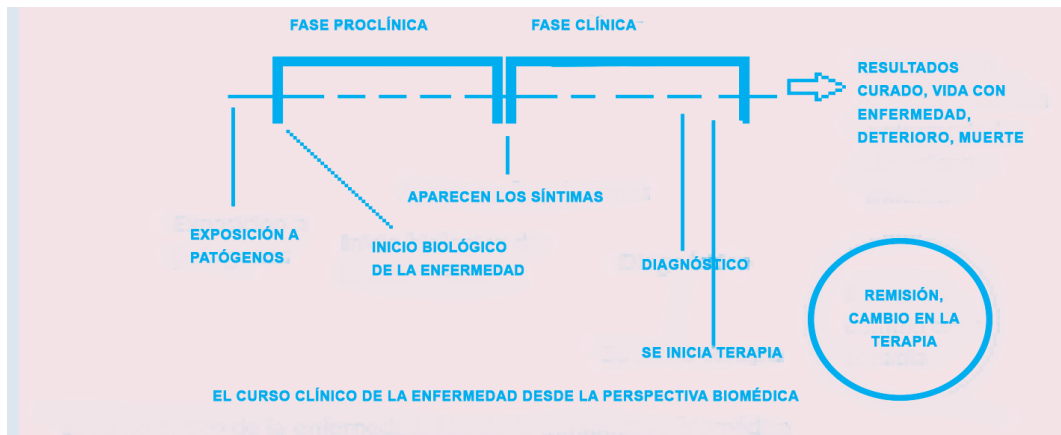 FASE PROCLÍNICA
FASE CLÍNICA
RESULTADOS
CURADO, VIDA CON
ENFERMEDAD,
DETERIORO, MUERTE
APARECEN LOS SÍNTIMAS
EXPOSICIÓN A
PATÓGENOS.
INICIO BIOLÓGICO
DE LA ENFERMEDAD
DIAGNÓSTICO
REMISIÓN,
CAMBIO EN LA
TERAPIA
SE INICIA TERAPIA
EL CURSO CLÍNICO DE LA ENFERMEDAD DESDE LA PERSPECTIVA BIOMÉDICA